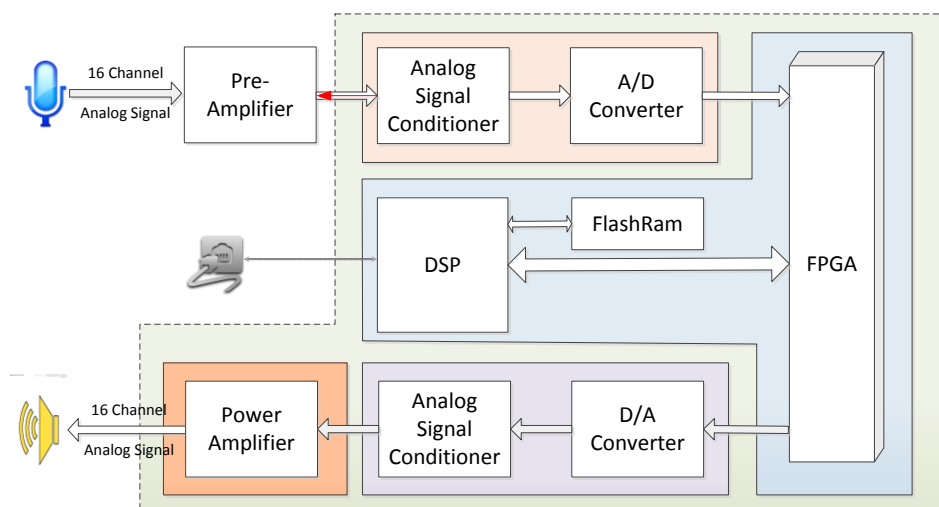 16 Channel
Analog Signal
Pre-
Amplifier
Analog
Signal
Conditioner
A/D
Converter
FPGA
DSP
FlashRam
16 Channel
Analog Signal
Power
Amplifier
Analog
Signal
Conditioner
D/A
Converter